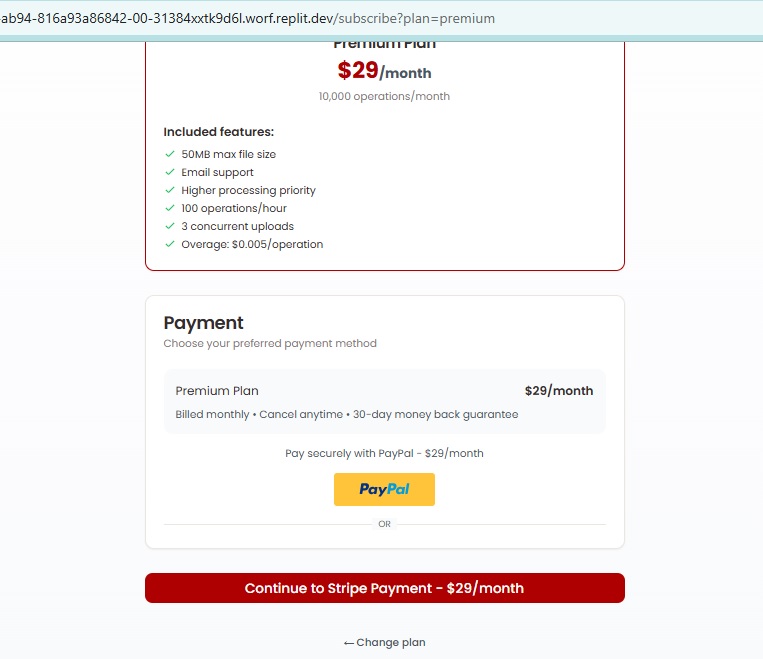 ab94-816a93a86842-00-31384xxtk9d6l.worf.replit.dev/subscribe?plan=premium
Premium Plan
$29/month
10,000 operations/month
Included features:
50MB max file size
Email support
Higher processing priority
100 operations/hour
3 concurrent uploads
Overage: $0.005/operation
Payment
Choose your preferred payment method
Premium Plan $29/month
Billed monthly • Cancel anytime • 30-day money back guarantee
Pay securely with PayPal - $29/month
PayPal
OR
Continue to Stripe Payment - $29/month
← Change plan